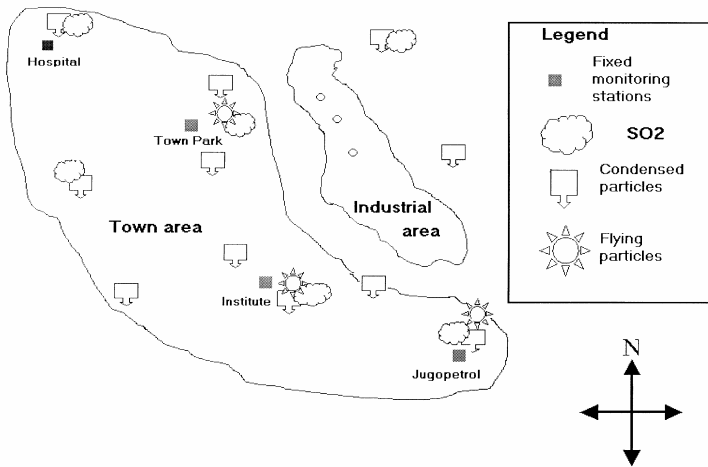 Hospital
Town Park
Town area
Industrial
area
Institute
Jugopetrol
Legend
Fixed
monitoring
stations
SO2
Condensed
particles
Flying
particles
N